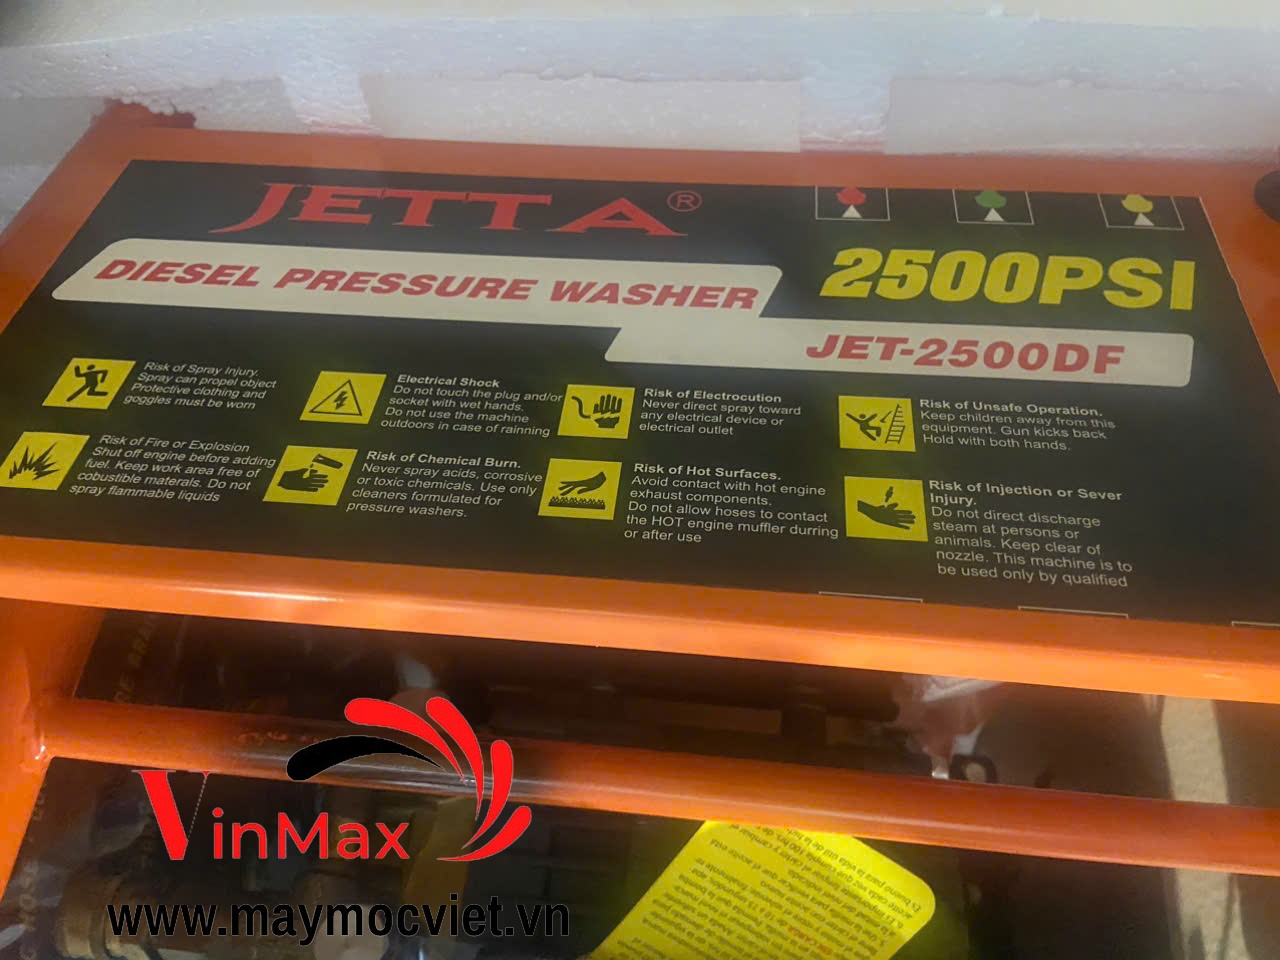 JETTA®
DIESEL PRESSURE WASHER
2500PSI
JET-2500DF
Risk of Spray Injury.
Spray can propel object
Protective clothing and
goggles must be worn
Electrical Shock
Do not touch the plug and/or
socket with wet hands.
Do not use the machine
outdoors in case of rainning
Risk of Electrocution
Never direct spray toward
any electrical device or
electrical outlet
Risk of Unsafe Operation.
Keep children away from this
equipment. Gun kicks back
Hold with both hands.
Risk of Fire or Explosion
Shut off engine before adding
fuel. Keep work area free of
cobustible materals. Do not
spray flammable liquids
Risk of Chemical Burn.
Never spray acids, corrosive
or toxic chemicals. Use only
cleaners formulated for
pressure washers.
Risk of Hot Surfaces.
Avoid contact with hot engine
exhaust components.
Do not allow hoses to contact
the HOT engine muffler durring
or after use
Risk of Injection or Sever
Injury.
Do not direct discharge
steam at persons or
animals. Keep clear of
nozzle. This machine is to
be used only by qualified
VinMax
www.maymocviet.vn